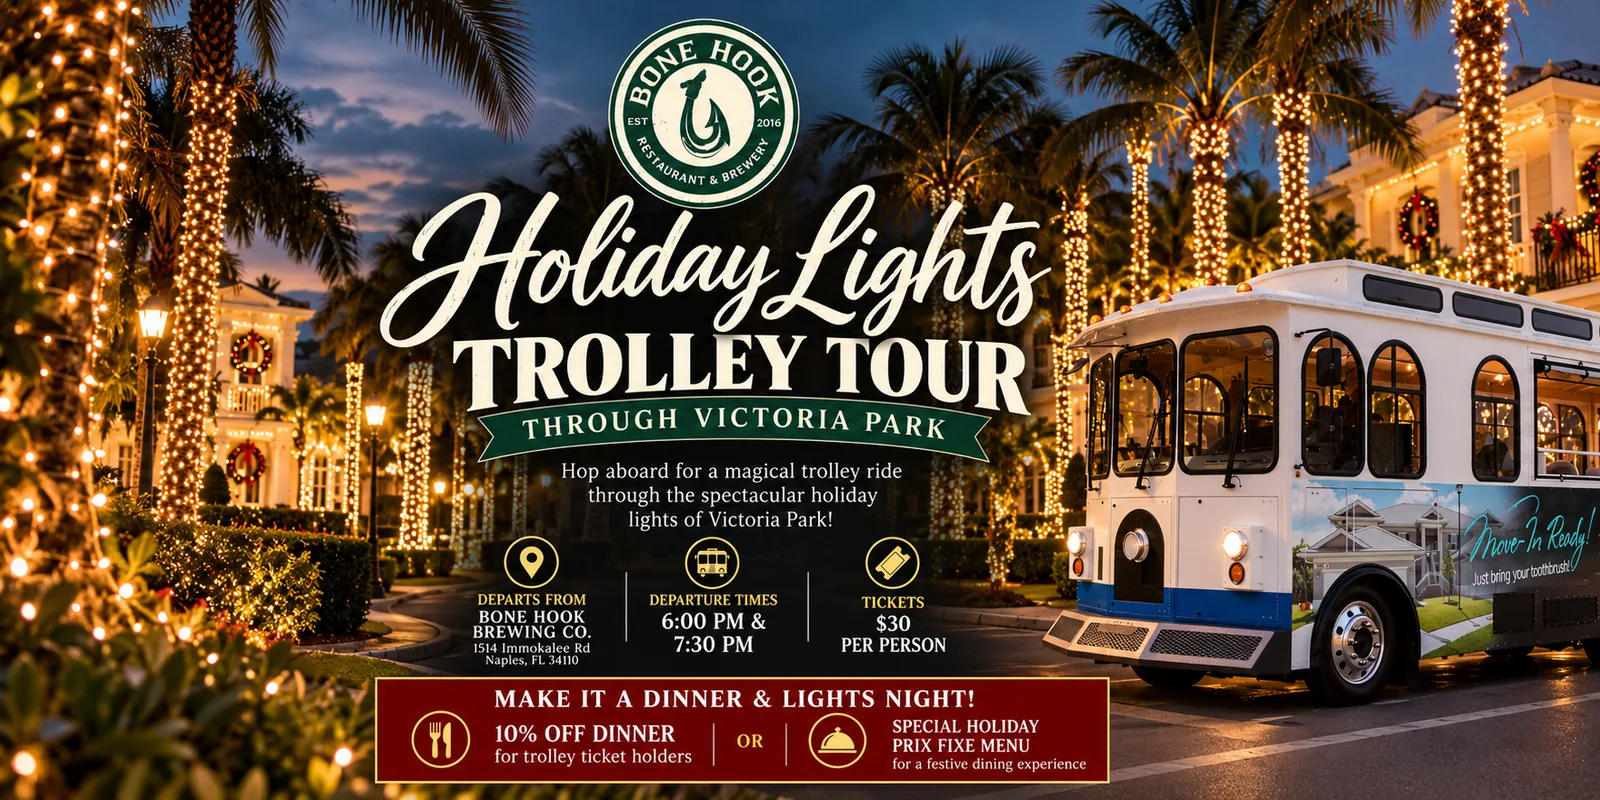 BONE HOOK
EST 2016
RESTAURANT & BREWERY
Holiday Lights
TROLLEY TOUR
THROUGH VICTORIA PARK
Hop aboard for a magical trolley ride
through the spectacular holiday
lights of Victoria Park!
DEPARTS FROM
BONE HOOK
BREWING CO.
1514 Immokalee Rd
Naples, FL 34110
DEPARTURE TIMES
6:00 PM &
7:30 PM
TICKETS
$30
PER PERSON
Move-In Ready!
Just bring your toothbrush!
MAKE IT A DINNER & LIGHTS NIGHT!
10% OFF DINNER
for trolley ticket holders
OR
SPECIAL HOLIDAY
PRIX FIXE MENU
for a festive dining experience